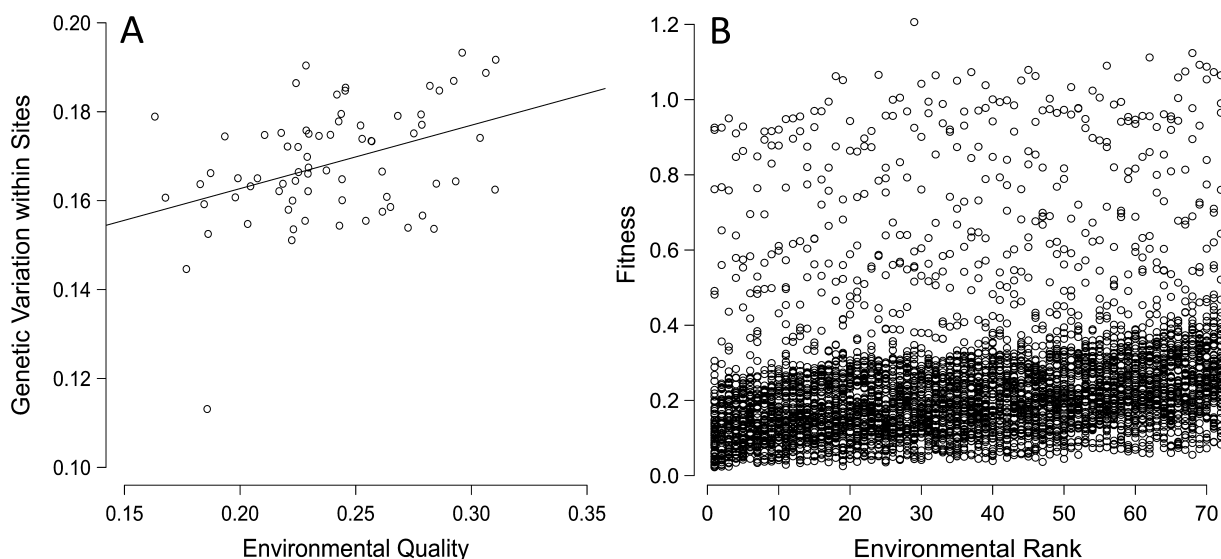 A
0.20
0.18
0.16
0.14
0.12
0.10
Genetic Variation within Sites
0.15 0.20 0.25 0.30 0.35
Environmental Quality
B
1.2
1.0
0.8
0.6
0.4
0.2
0.0
Fitness
0 10 20 30 40 50 60 70
Environmental Rank